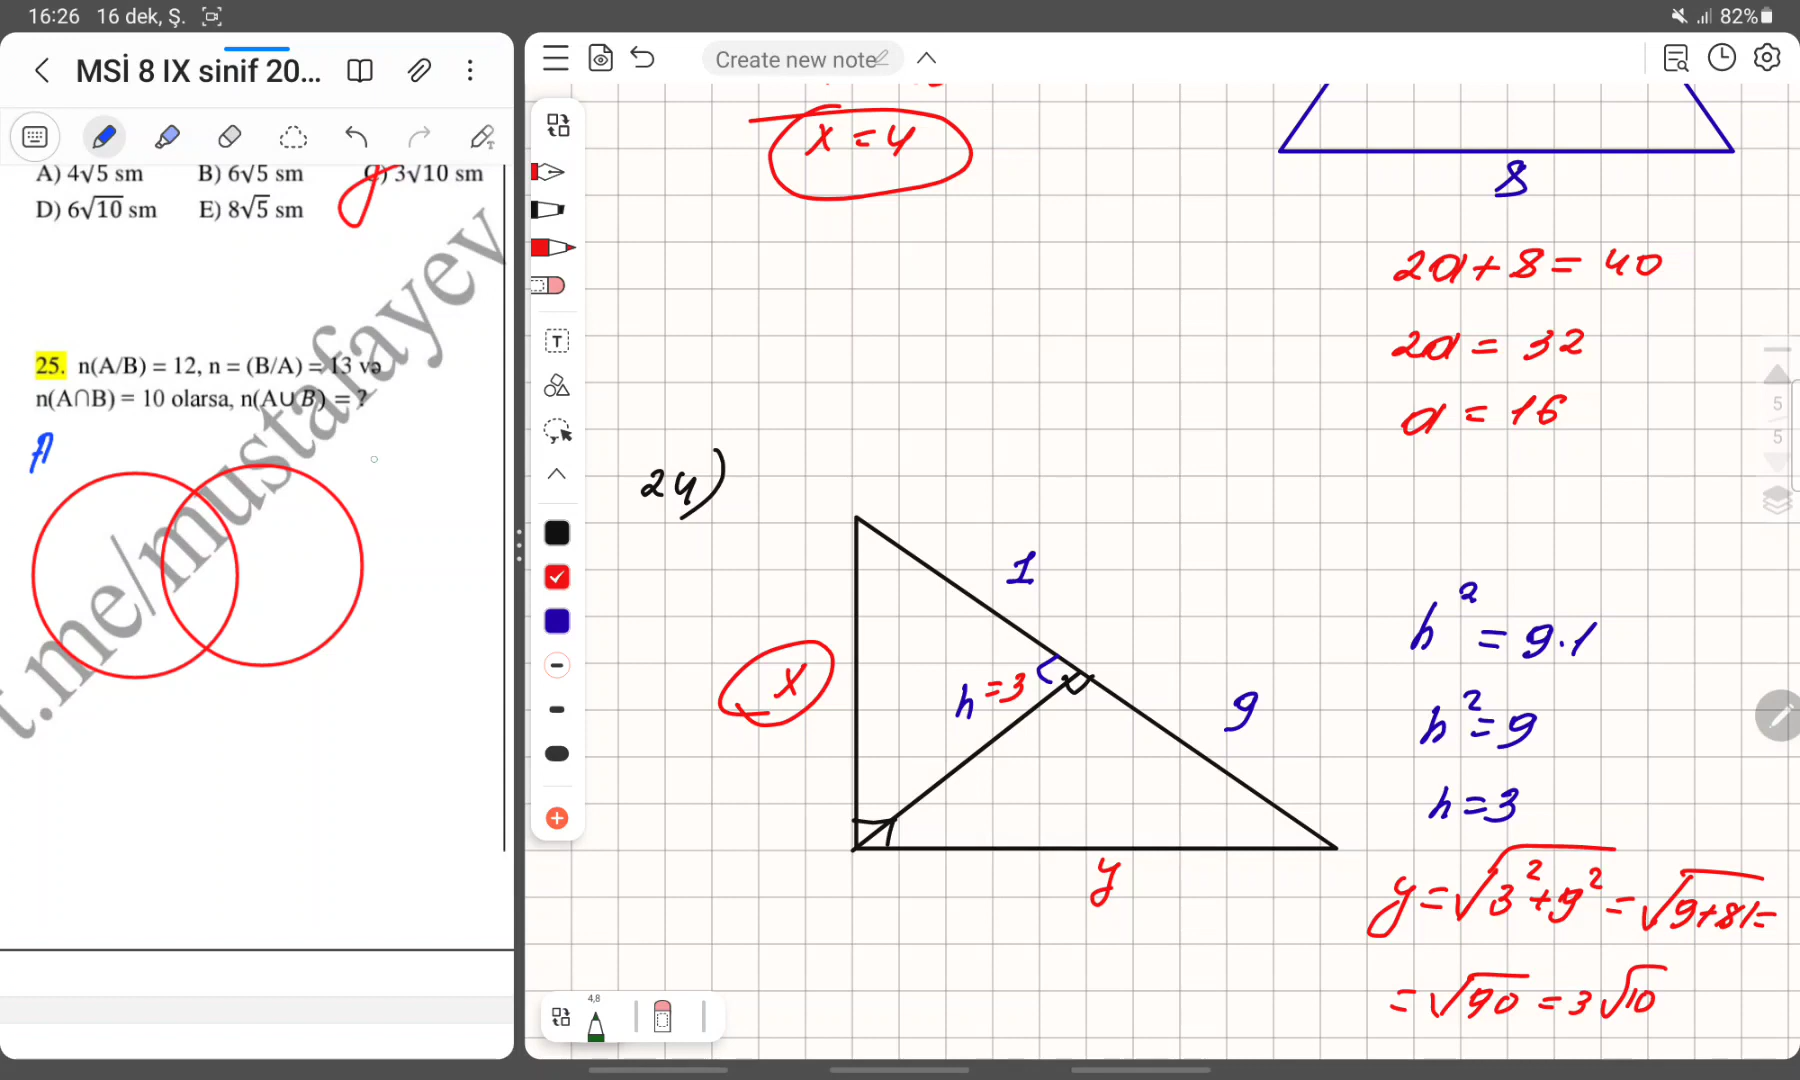 16:26 16 dek, Ş.
82%
MSİ 8 IX sinif 20...
A) 4√5 sm B) 6√5 sm C) 3√10 sm
D) 6√10 sm E) 8√5 sm
25. n(A/B) = 12, n = (B/A) = 13 və
n(A∩B) = 10 olarsa, n(A∪B) = ?
A
t.me/mustafayev
Create new note
x = 4
8
2a + 8 = 40
2a = 32
a = 16
T
5
5
24)
1
x
h = 3
9
y
h² = 9·1
h² = 9
h = 3
y = √3² + 9² = √9 + 81 =
= √90 = 3√10
4,8